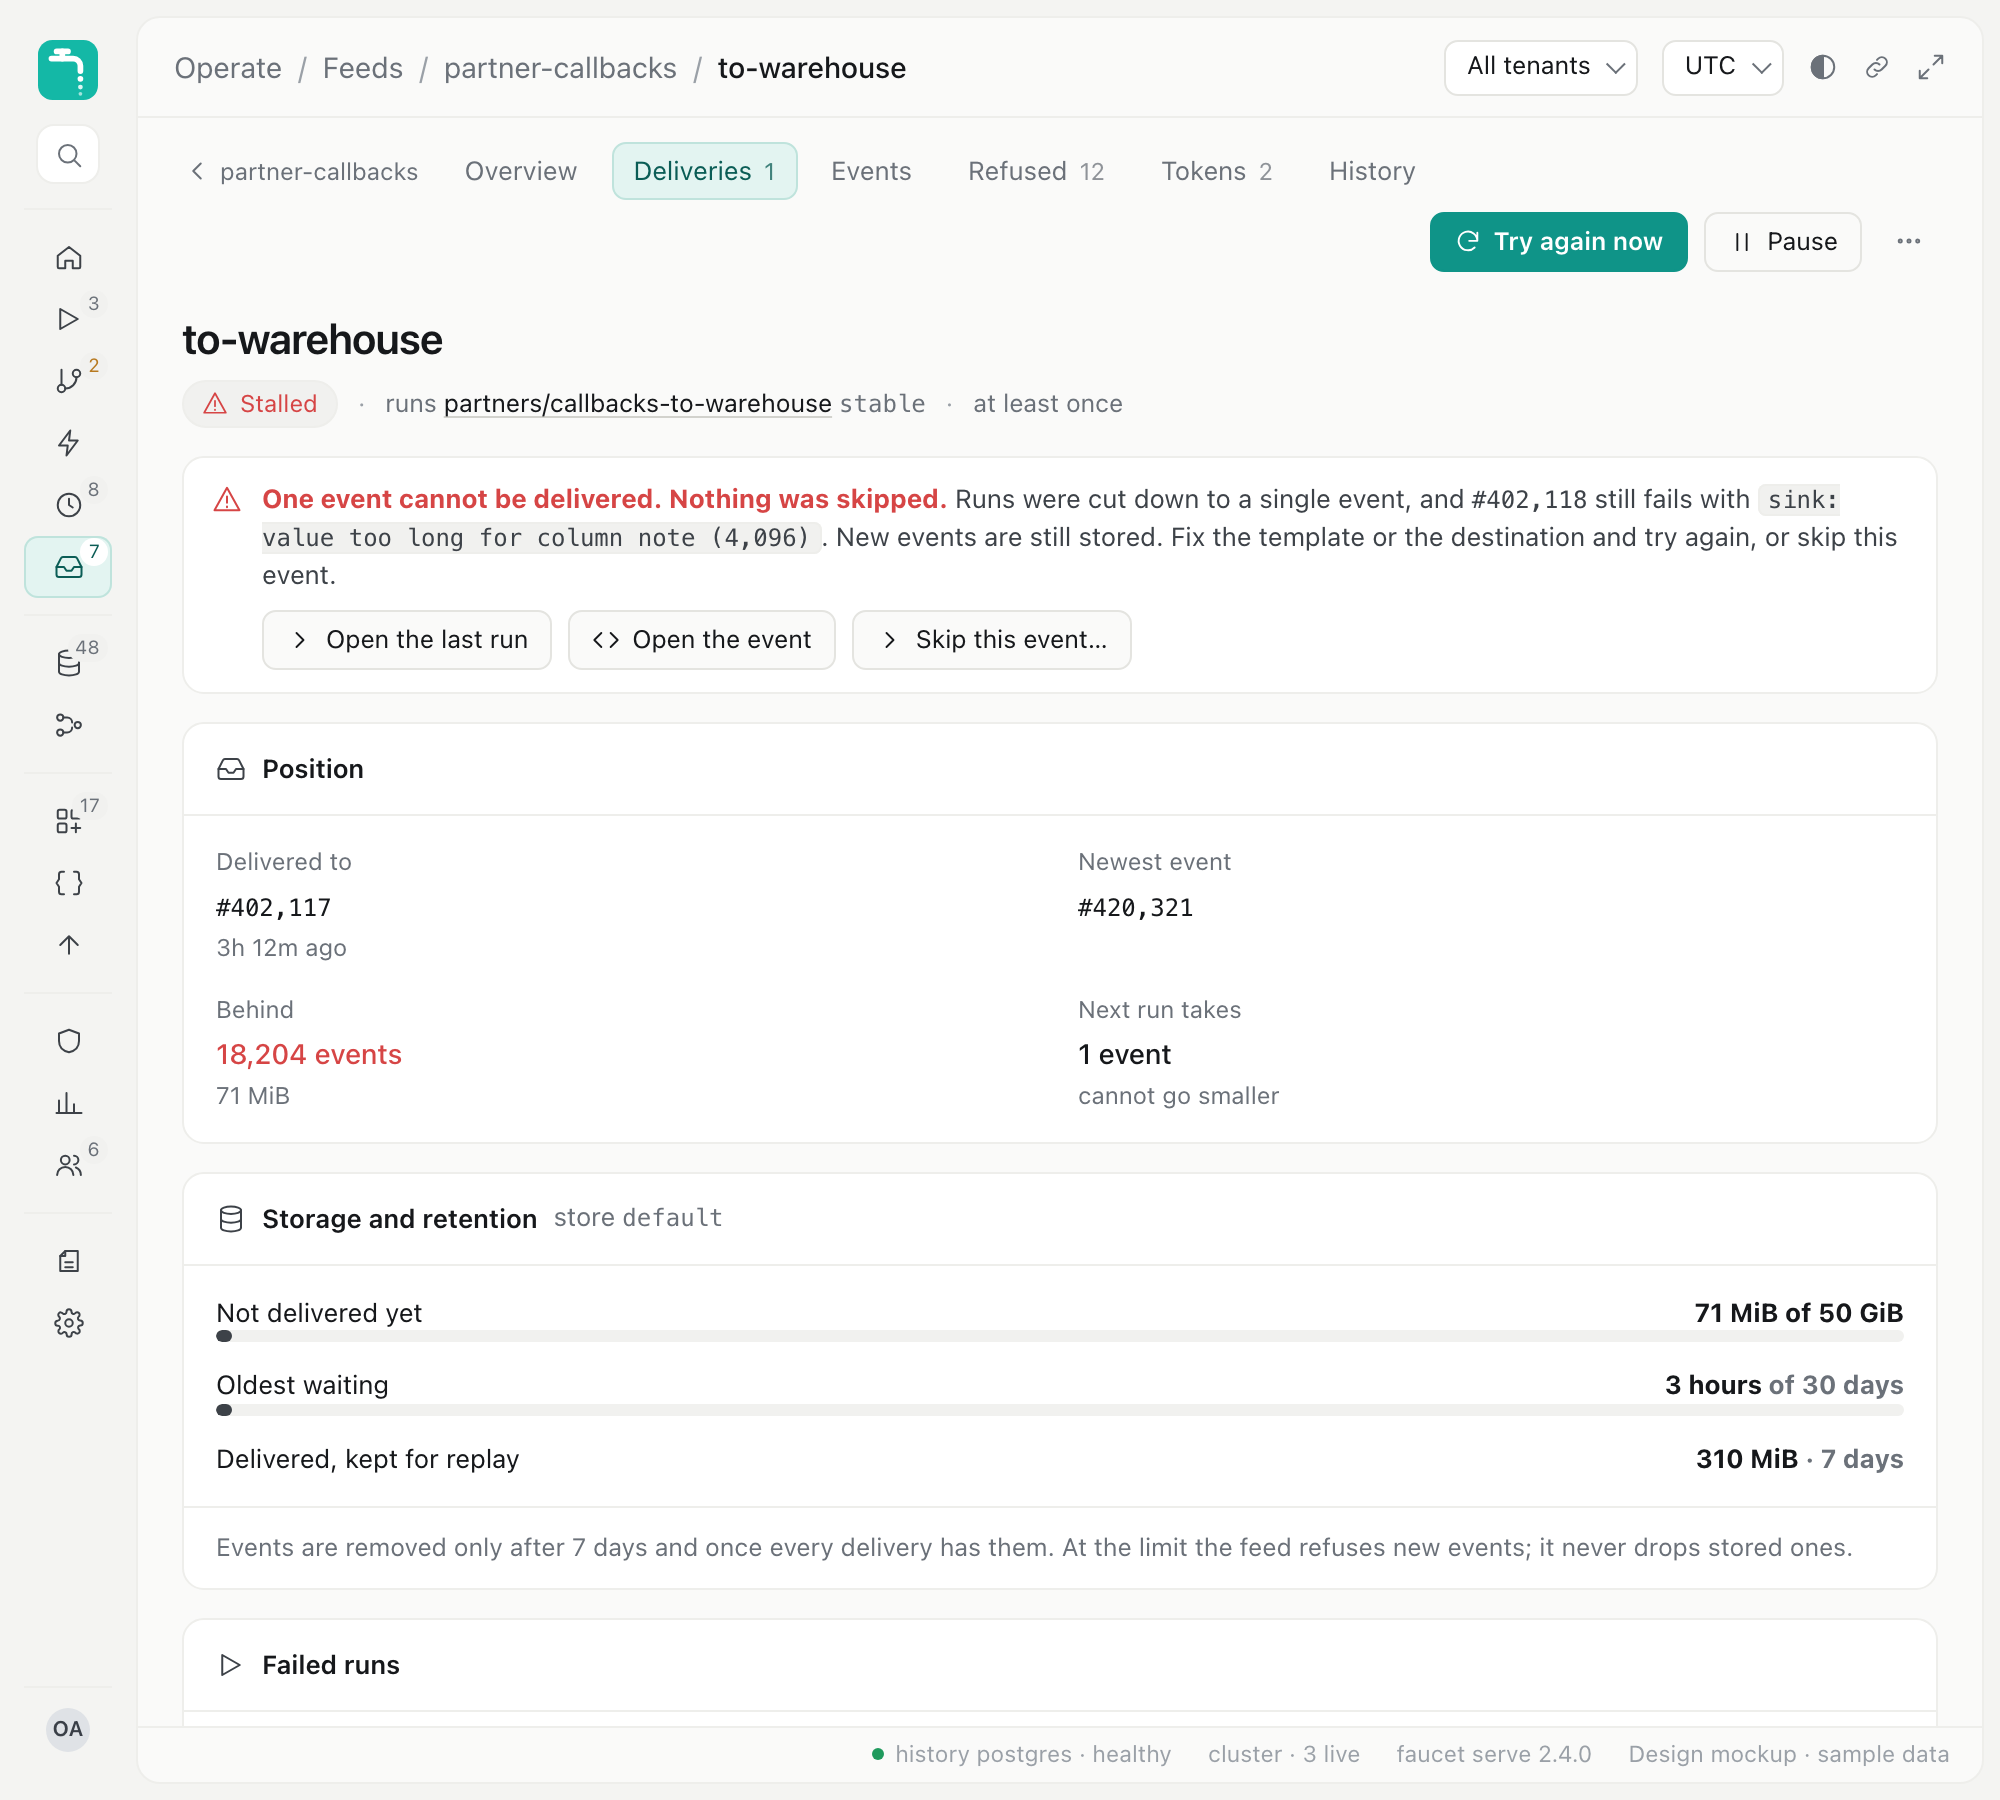 Operate / Feeds / partner-callbacks / to-warehouse
All tenants
UTC
partner-callbacks
Overview
Deliveries 1
Events
Refused 12
Tokens 2
History
Try again now
Pause
3
2
8
7
48
17
6
OA
to-warehouse
Stalled · runs partners/callbacks-to-warehouse stable · at least once
One event cannot be delivered. Nothing was skipped. Runs were cut down to a single event, and #402,118 still fails with sink:
value too long for column note (4,096). New events are still stored. Fix the template or the destination and try again, or skip this
event.
Open the last run
Open the event
Skip this event…
Position
Delivered to
#402,117
3h 12m ago
Newest event
#420,321
Behind
18,204 events
71 MiB
Next run takes
1 event
cannot go smaller
Storage and retention store default
Not delivered yet
71 MiB of 50 GiB
Oldest waiting
3 hours of 30 days
Delivered, kept for replay
310 MiB · 7 days
Events are removed only after 7 days and once every delivery has them. At the limit the feed refuses new events; it never drops stored ones.
Failed runs
history postgres · healthy
cluster · 3 live
faucet serve 2.4.0
Design mockup · sample data